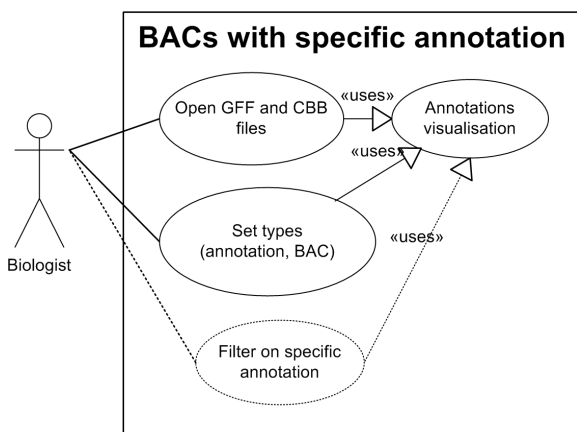 BACs with specific annotation
«uses»
Open GFF and CBB
files
Annotations
visualisation
«uses»
Set types
(annotation, BAC)
«uses»
Biologist
Filter on specific
annotation